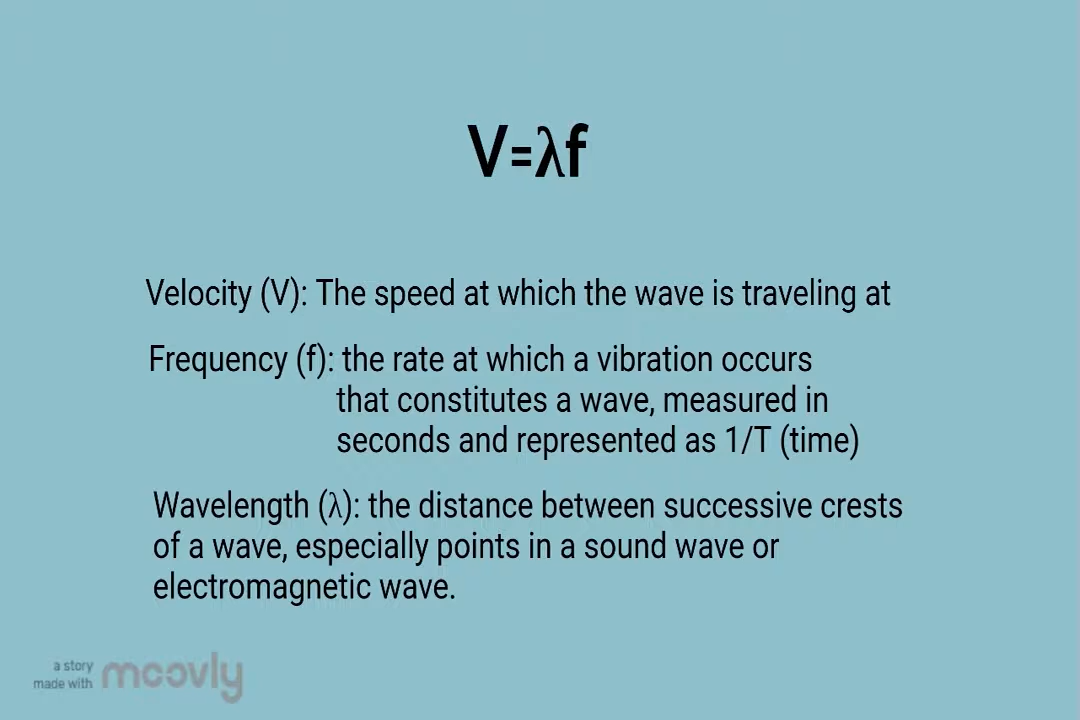 V=λf
Velocity (V): The speed at which the wave is traveling at
Frequency (f): the rate at which a vibration occurs
that constitutes a wave, measured in
seconds and represented as 1/T (time)
Wavelength (λ): the distance between successive crests
of a wave, especially points in a sound wave or
electromagnetic wave.
a story
made with moovly